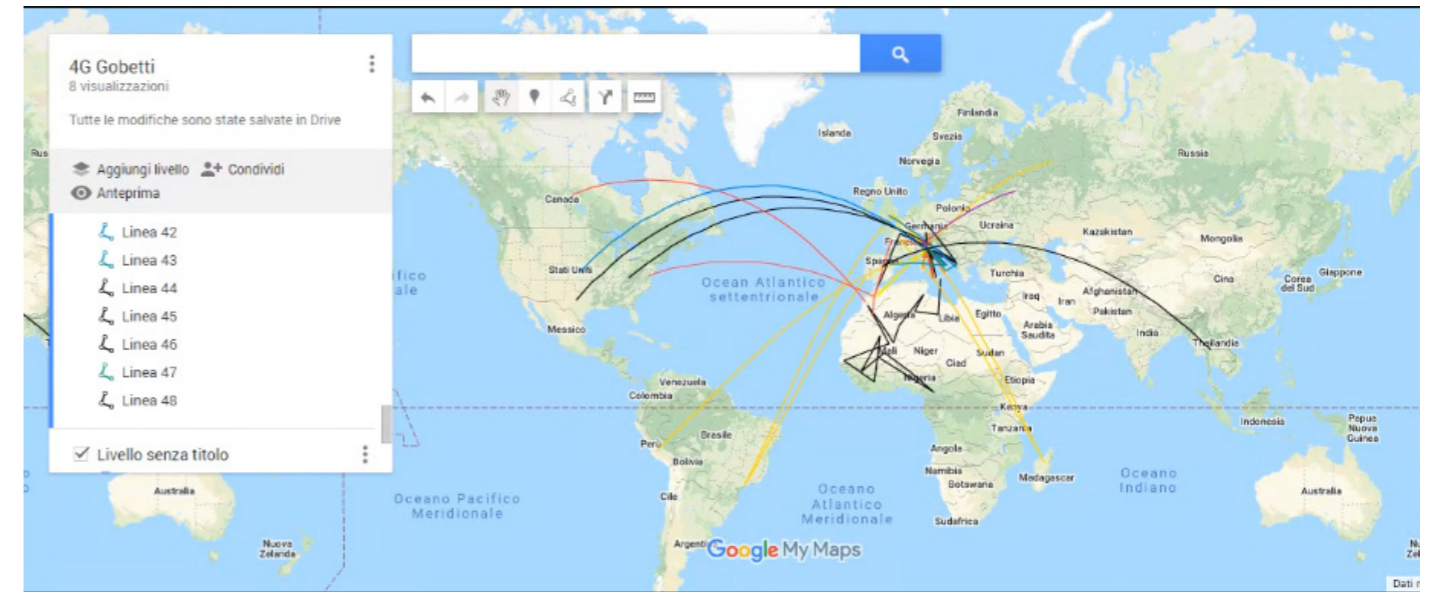 4G Gobetti
8 visualizzazioni
Tutte le modifiche sono state salvate in Drive
Aggiungi livello
Condividi
Anteprima
Linea 42
Linea 43
Linea 44
Linea 45
Linea 46
Linea 47
Linea 48
Livello senza titolo
Rus
Islanda
Finlandia
Svezia
Norvegia
Russia
Canada
Regno Unito
Polonia
Germania
Ucraina
Kazakistan
Mongolia
Stati Uniti
Ocean Atlantico
settentrionale
Turchia
Cina
Corea
del Sud
Giappone
Iraq
Iran
Afghanistan
Pakistan
Messico
Algeria
Libia
Egitto
Arabia
Saudita
India
Thailandia
Mali
Niger
Ciad
Sudan
Nigeria
Etiopia
Venezuela
Colombia
Kenya
Tanzania
Indonesia
Papua
Nuova
Guinea
Perù
Brasile
Bolivia
Angola
Namibia
Botswana
Madagascar
Oceano
Indiano
Australia
Australia
Oceano Pacifico
Meridionale
Cile
Oceano
Atlantico
Meridionale
Sudafrica
Nuova
Zelanda
Argenti
Google My Maps
Dati